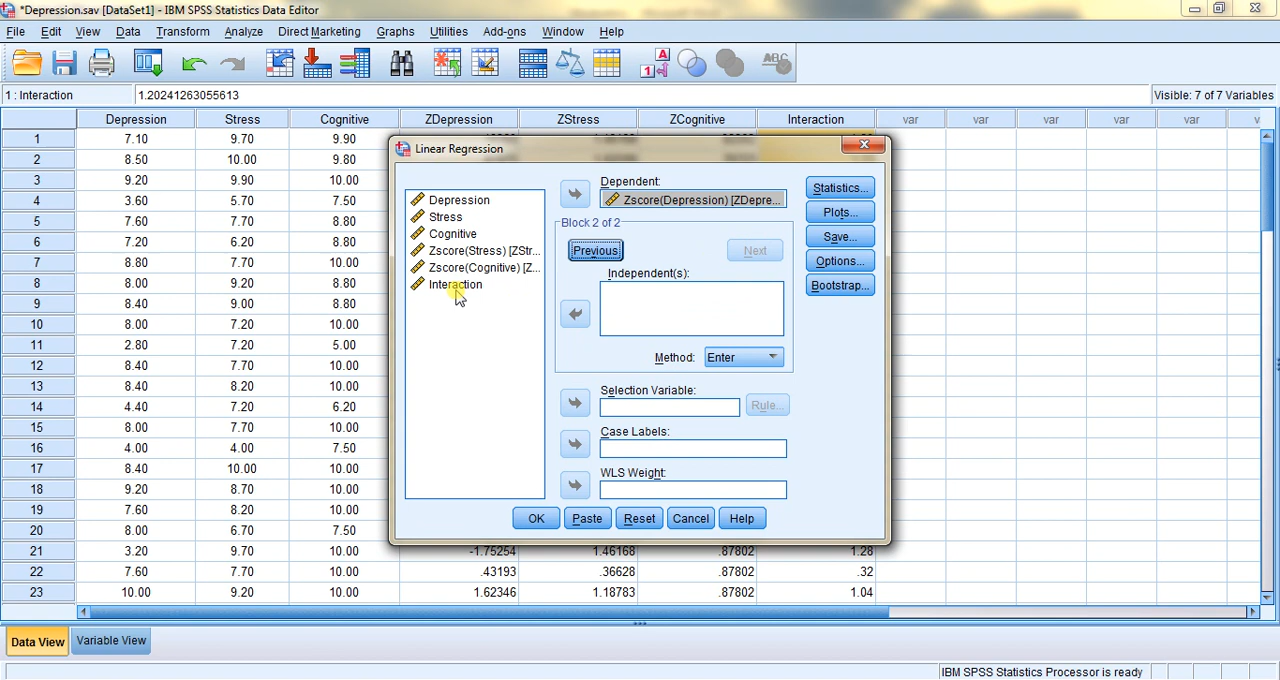 *Depression.sav [DataSet1] - IBM SPSS Statistics Data Editor
File Edit View Data Transform Analyze Direct Marketing Graphs Utilities Add-ons Window Help
1 : Interaction 1.20241263055613 Visible: 7 of 7 Variables
Depression Stress Cognitive ZDepression ZStress ZCognitive Interaction var var var var var
1 7.10 9.70 9.90
2 8.50 10.00 9.80
3 9.20 9.90 10.00
4 3.60 5.70 7.50
5 7.60 7.70 8.80
6 7.20 6.20 8.80
7 8.80 7.70 10.00
8 8.00 9.20 8.80
9 8.40 9.00 8.80
10 8.00 7.20 10.00
11 2.80 7.20 5.00
12 8.40 7.70 10.00
13 8.40 8.20 10.00
14 4.40 7.20 6.20
15 8.00 7.70 10.00
16 4.00 4.00 7.50
17 8.40 10.00 10.00
18 9.20 8.70 10.00
19 7.60 8.20 10.00
20 8.00 6.70 7.50
21 3.20 9.70 10.00 -1.75254 1.46168 .87802 1.28
22 7.60 7.70 10.00 .43193 .36628 .87802 .32
23 10.00 9.20 10.00 1.62346 1.18783 .87802 1.04
Linear Regression
Depression
Stress
Cognitive
Zscore(Stress) [ZStr...
Zscore(Cognitive) [Z...
Interaction
Dependent:
Zscore(Depression) [ZDepre...
Block 2 of 2
Previous Next
Independent(s):
Method: Enter
Selection Variable:
Rule...
Case Labels:
WLS Weight:
Statistics...
Plots...
Save...
Options...
Bootstrap...
OK Paste Reset Cancel Help
Data View Variable View
IBM SPSS Statistics Processor is ready